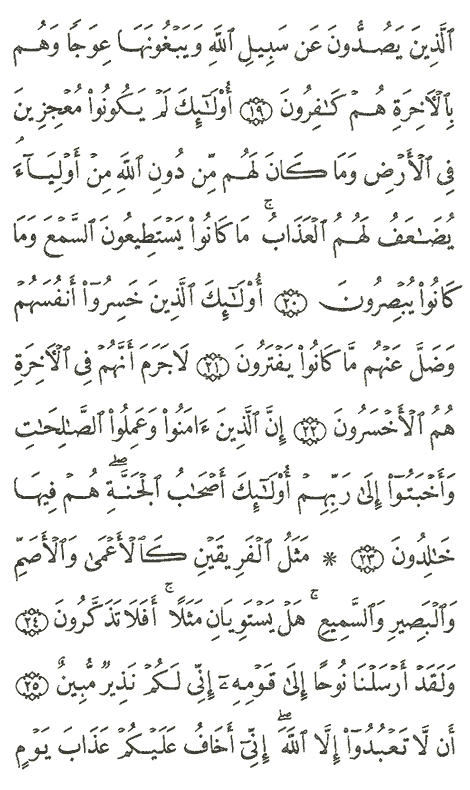 ٱلَّذِينَ يَصُدُّونَ عَن سَبِيلِ ٱللَّهِ وَيَبْغُونَهَا عِوَجًا وَهُم
بِٱلْأَخِرَةِ هُمْ كَـٰفِرُونَ ۝١٩ أُو۟لَـٰٓئِكَ لَمْ يَكُونُوا۟ مُعْجِزِينَ
فِى ٱلْأَرْضِ وَمَا كَانَ لَهُم مِّن دُونِ ٱللَّهِ مِنْ أَوْلِيَآءَۘ
يُضَـٰعَفُ لَهُمُ ٱلْعَذَابُ ۚ مَا كَانُوا۟ يَسْتَطِيعُونَ ٱلسَّمْعَ وَمَا
كَانُوا۟ يُبْصِرُونَ ۝٢٠ أُو۟لَـٰٓئِكَ ٱلَّذِينَ خَسِرُوٓا۟ أَنفُسَهُمْ
وَضَلَّ عَنْهُم مَّا كَانُوا۟ يَفْتَرُونَ ۝٢١ لَا جَرَمَ أَنَّهُمْ فِى ٱلْأَخِرَةِ
هُمُ ٱلْأَخْسَرُونَ ۝٢٢ إِنَّ ٱلَّذِينَ ءَامَنُوا۟ وَعَمِلُوا۟ ٱلصَّـٰلِحَـٰتِ
وَأَخْبَتُوٓا۟ إِلَىٰ رَبِّهِمْ أُو۟لَـٰٓئِكَ أَصْحَـٰبُ ٱلْجَنَّةِ ۖ هُمْ فِيهَا
خَـٰلِدُونَ ۝٢٣ * مَثَلُ ٱلْفَرِيقَيْنِ كَٱلْأَعْمَىٰ وَٱلْأَصَمِّ
وَٱلْبَصِيرِ وَٱلسَّمِيعِ ۚ هَلْ يَسْتَوِيَانِ مَثَلًا ۚ أَفَلَا تَذَكَّرُونَ ۝٢٤
وَلَقَدْ أَرْسَلْنَا نُوحًا إِلَىٰ قَوْمِهِۦٓ إِنِّى لَكُمْ نَذِيرٌ مُّبِينٌ ۝٢٥
أَن لَّا تَعْبُدُوٓا۟ إِلَّا ٱللَّهَ ۖ إِنِّىٓ أَخَافُ عَلَيْكُمْ عَذَابَ يَوْمٍ